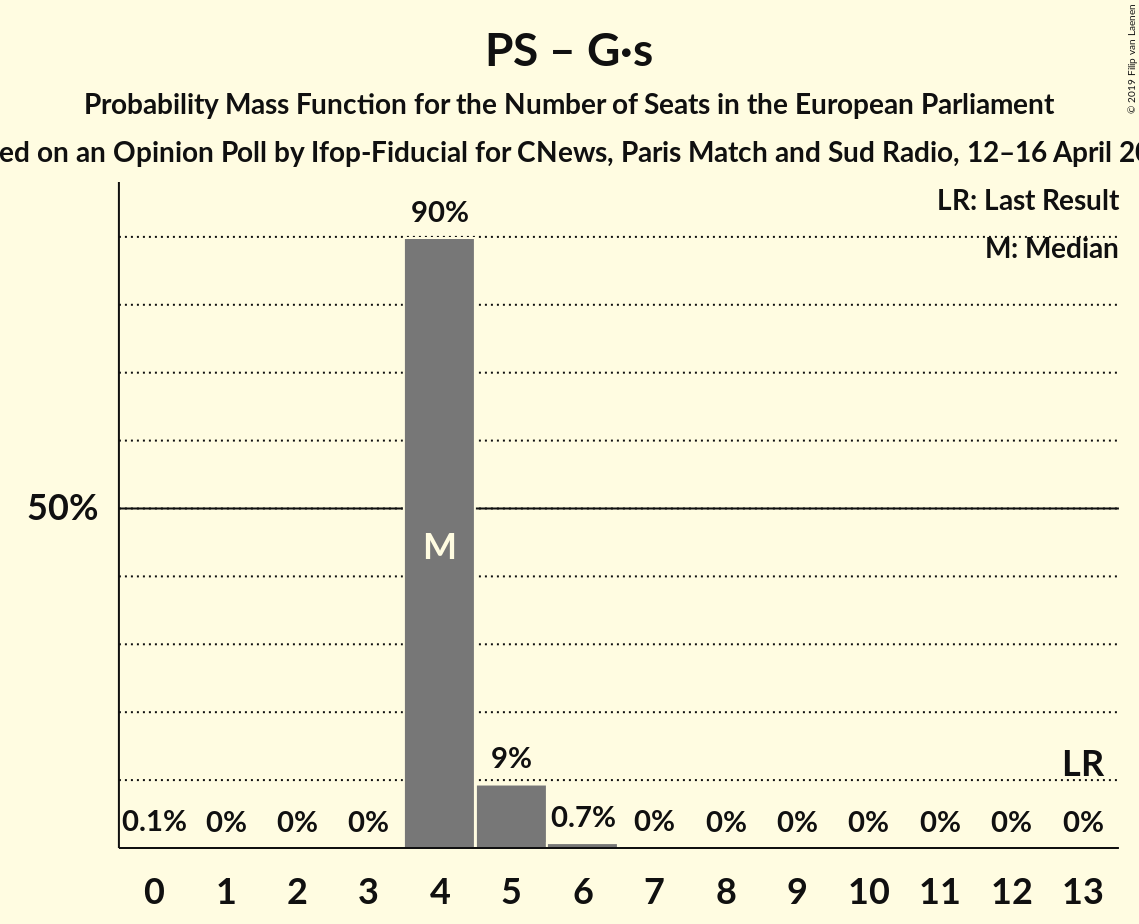 PS – G·s
Probability Mass Function for the Number of Seats in the European Parliament
ed on an Opinion Poll by Ifop-Fiducial for CNews, Paris Match and Sud Radio, 12–16 April 20
© 2019 Filip van Laenen
LR: Last Result
M: Median
90%
50%
M
9%
LR
0.1% 0% 0% 0% 0.7% 0% 0% 0% 0% 0% 0% 0%
0 1 2 3 4 5 6 7 8 9 10 11 12 13